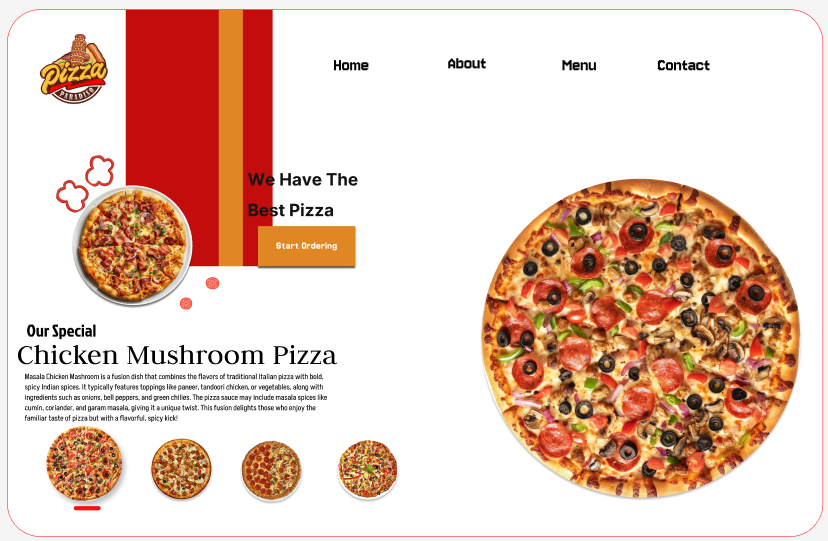 Pizza
PARADISO
Home
About
Menu
Contact
We Have The
Best Pizza
Start Ordering
Our Special
Chicken Mushroom Pizza
Masala Chicken Mushroom is a fusion dish that combines the flavors of traditional Italian pizza with bold,
spicy Indian spices. It typically features toppings like paneer, tandoori chicken, or vegetables, along with
ingredients such as onions, bell peppers, and green chilies. The pizza sauce may include masala spices like
cumin, coriander, and garam masala, giving it a unique twist. This fusion delights those who enjoy the
familiar taste of pizza but with a flavorful, spicy kick!